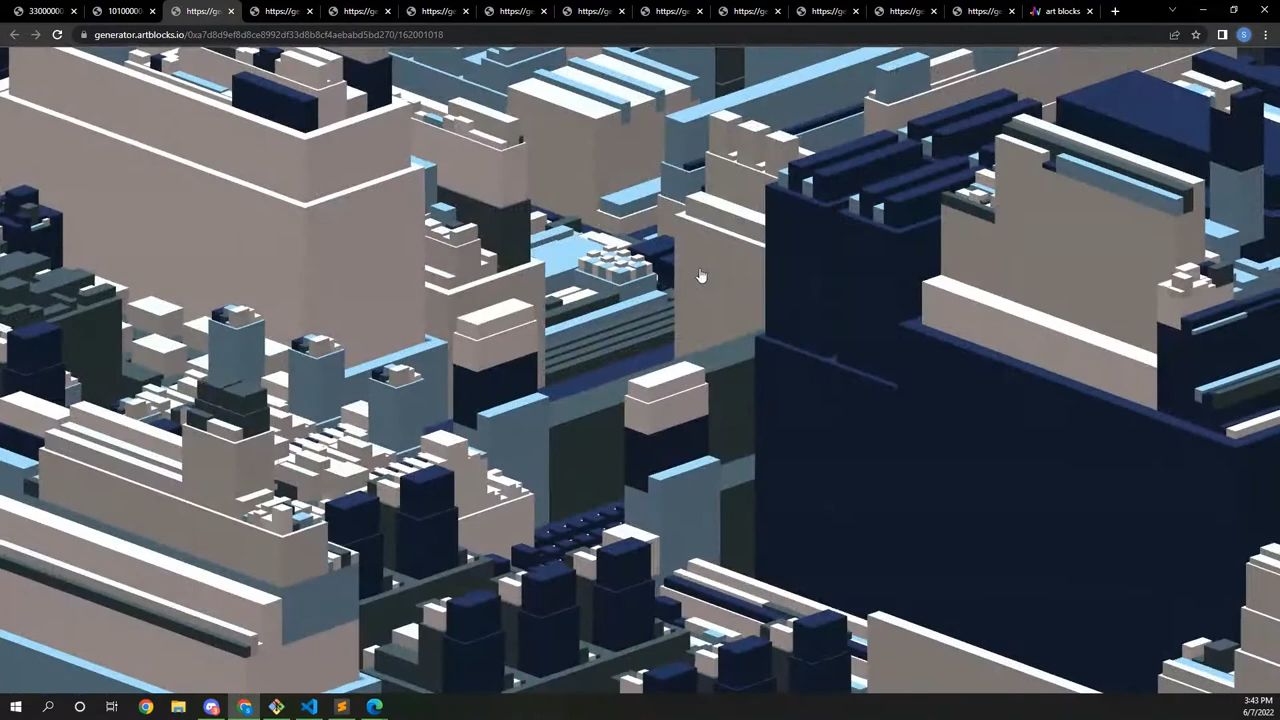 33000000
10100000
https://ge
https://ge
https://ge
https://ge
https://ge
https://ge
https://ge
https://ge
https://ge
https://ge
https://ge
art blocks
generator.artblocks.io/0xa7d8d9ef8d8ce8992df33d8b8cf4aebabd5bd270/162001018
S
3:43 PM
6/7/2022